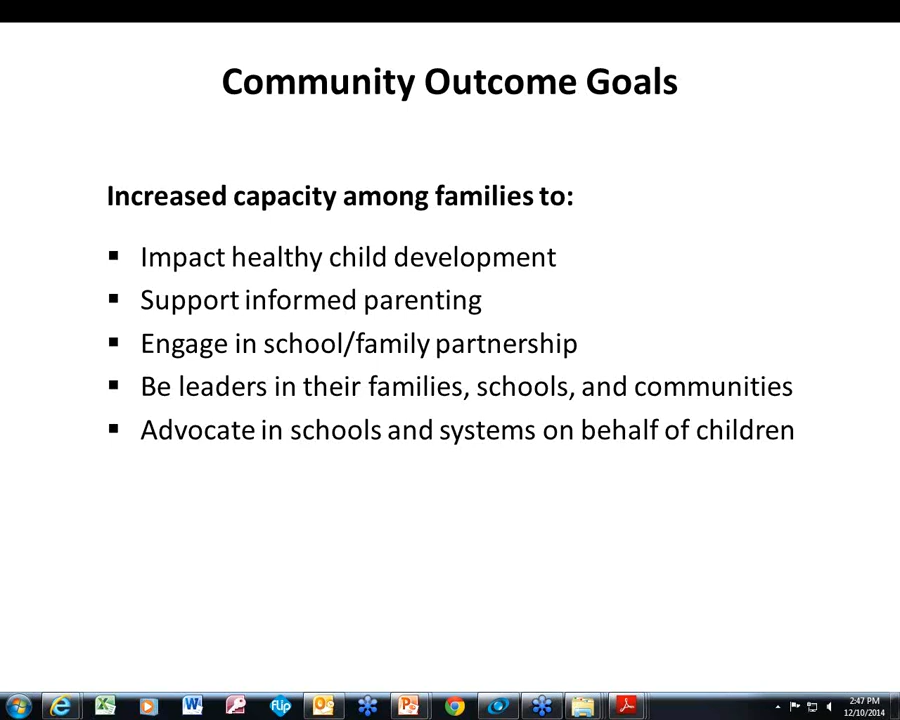 Community Outcome Goals
Increased capacity among families to:
▪ Impact healthy child development
▪ Support informed parenting
▪ Engage in school/family partnership
▪ Be leaders in their families, schools, and communities
▪ Advocate in schools and systems on behalf of children
flip
2:47 PM
12/10/2014